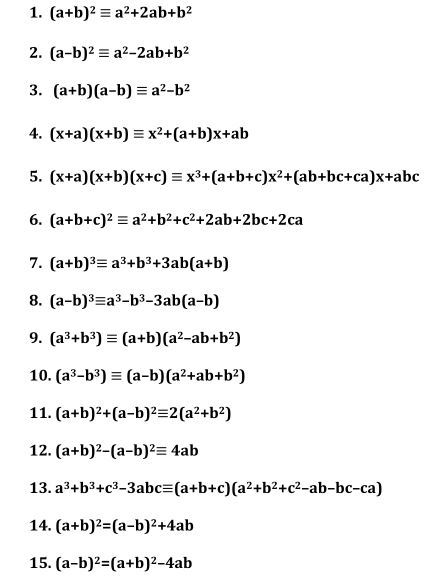 1. (a+b)² ≡ a²+2ab+b²
2. (a–b)² ≡ a²–2ab+b²
3. (a+b)(a–b) ≡ a²–b²
4. (x+a)(x+b) ≡ x²+(a+b)x+ab
5. (x+a)(x+b)(x+c) ≡ x³+(a+b+c)x²+(ab+bc+ca)x+abc
6. (a+b+c)² ≡ a²+b²+c²+2ab+2bc+2ca
7. (a+b)³≡ a³+b³+3ab(a+b)
8. (a–b)³≡a³–b³–3ab(a–b)
9. (a³+b³) ≡ (a+b)(a²–ab+b²)
10. (a³–b³) ≡ (a–b)(a²+ab+b²)
11. (a+b)²+(a–b)²≡2(a²+b²)
12. (a+b)²–(a–b)²≡ 4ab
13. a³+b³+c³–3abc≡(a+b+c)(a²+b²+c²–ab–bc–ca)
14. (a+b)²=(a–b)²+4ab
15. (a–b)²=(a+b)²–4ab